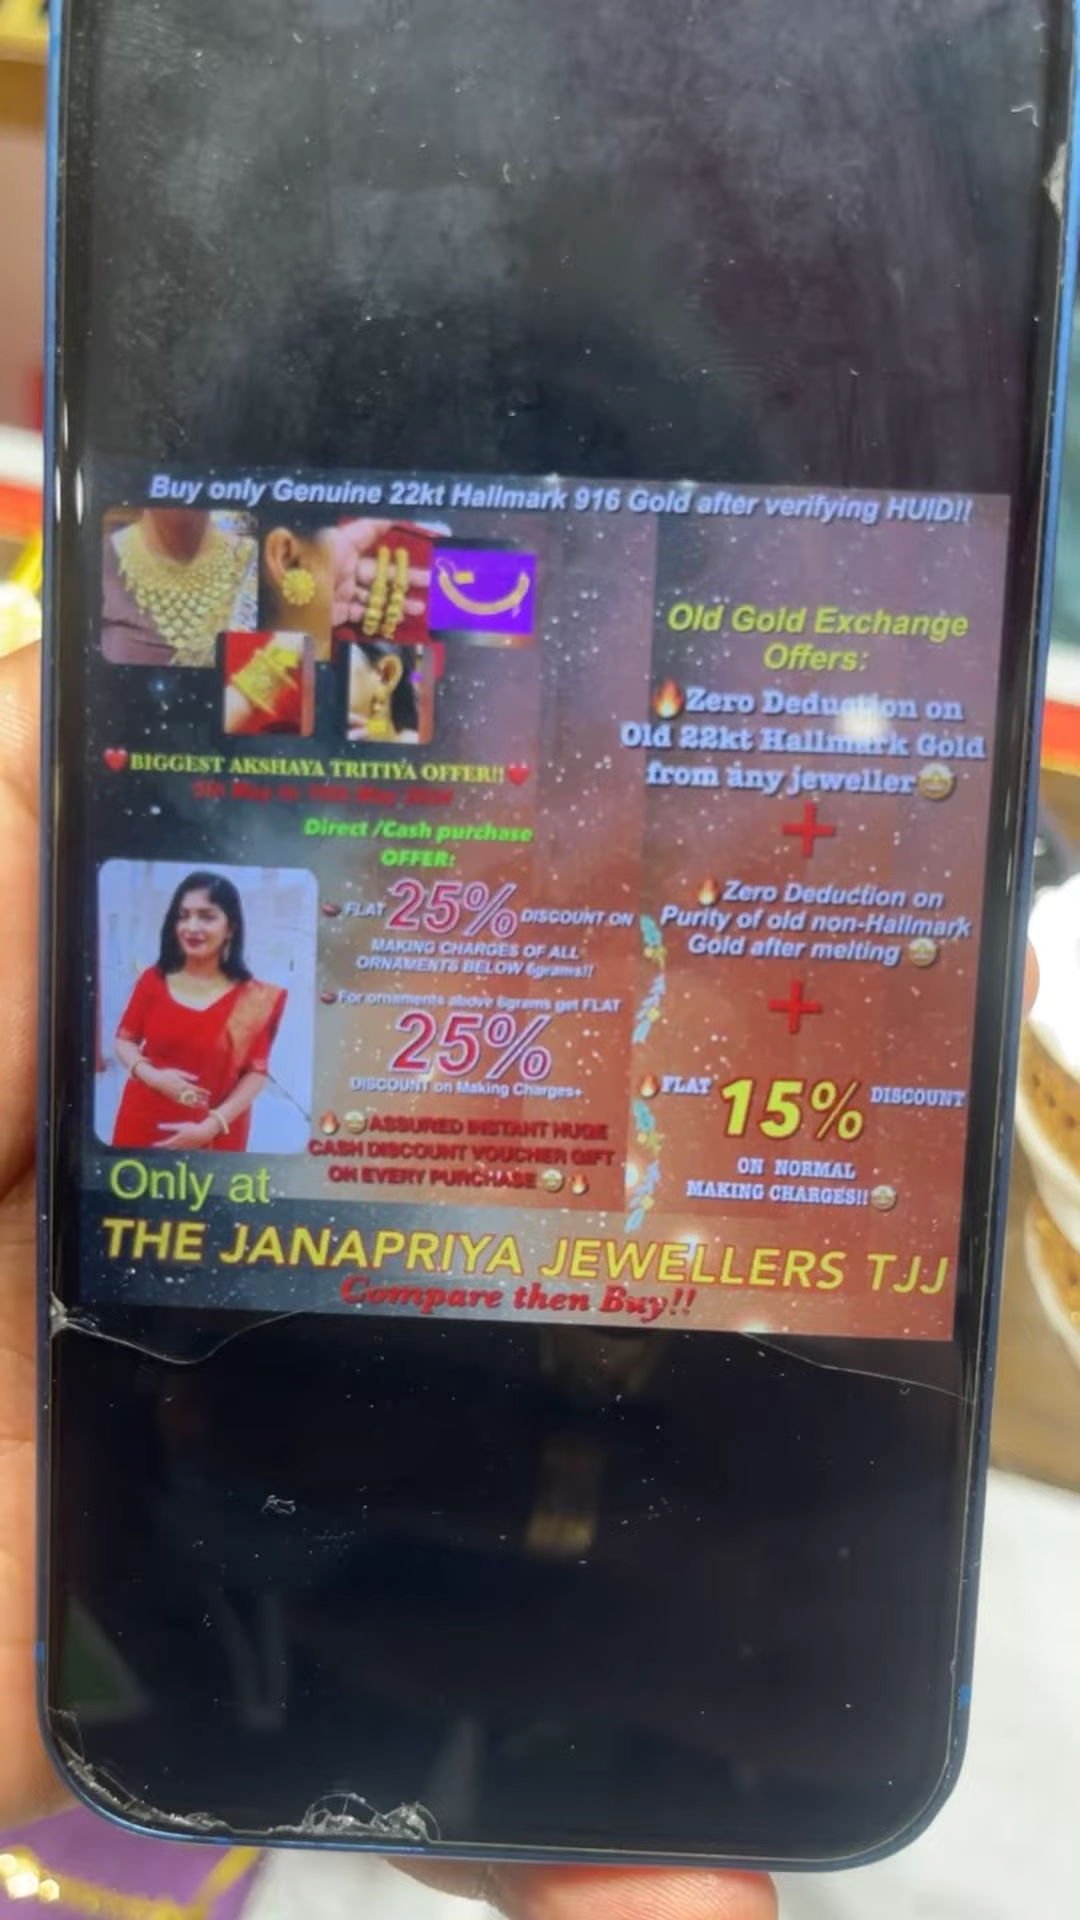 Buy only Genuine 22kt Hallmark 916 Gold after verifying HUID!!
BIGGEST AKSHAYA TRITIYA OFFER!!
Direct /Cash purchase
OFFER:
FLAT 25% DISCOUNT ON
MAKING CHARGES OF ALL
ORNAMENTS BELOW 6grams!!
For ornaments above 6grams get FLAT
25%
DISCOUNT on Making Charges+
ASSURED INSTANT HUGE
CASH DISCOUNT VOUCHER GIFT
ON EVERY PURCHASE
Old Gold Exchange
Offers:
Zero Deduction on
Old 22kt Hallmark Gold
from any jeweller
+
Zero Deduction on
Purity of old non-Hallmark
Gold after melting
+
FLAT 15% DISCOUNT
ON NORMAL
MAKING CHARGES!!
Only at
THE JANAPRIYA JEWELLERS TJJ
Compare then Buy!!